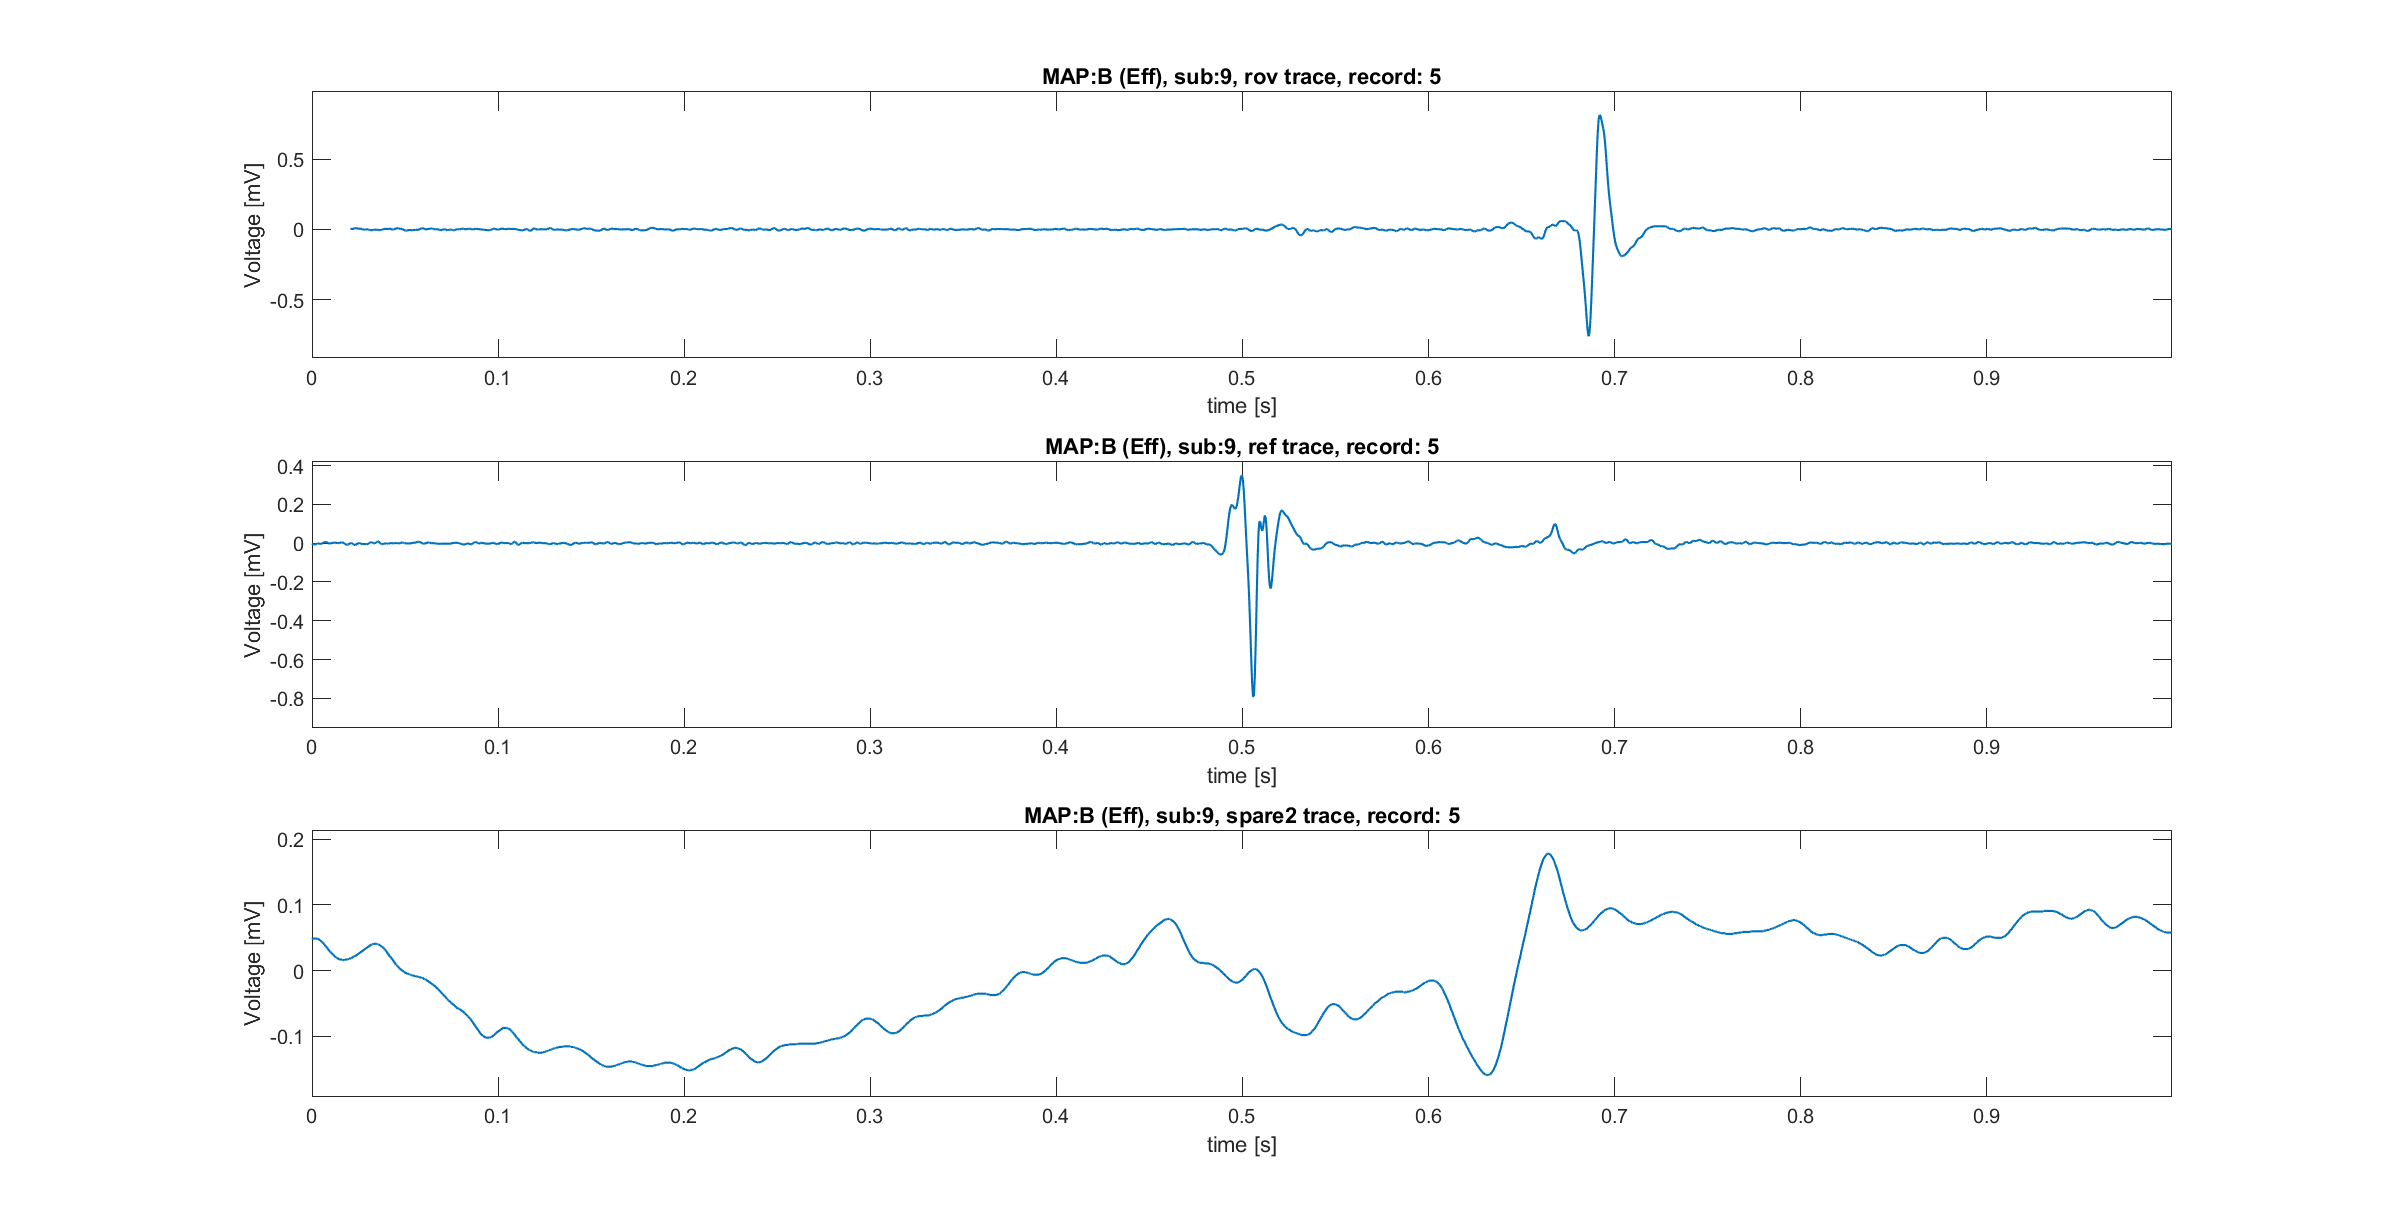 MAP:B (Eff), sub:9, rov trace, record: 5
Voltage [mV]
0.5
0
-0.5
0 0.1 0.2 0.3 0.4 0.5 0.6 0.7 0.8 0.9
time [s]
MAP:B (Eff), sub:9, ref trace, record: 5
Voltage [mV]
0.4
0.2
0
-0.2
-0.4
-0.6
-0.8
0 0.1 0.2 0.3 0.4 0.5 0.6 0.7 0.8 0.9
time [s]
MAP:B (Eff), sub:9, spare2 trace, record: 5
Voltage [mV]
0.2
0.1
0
-0.1
0 0.1 0.2 0.3 0.4 0.5 0.6 0.7 0.8 0.9
time [s]